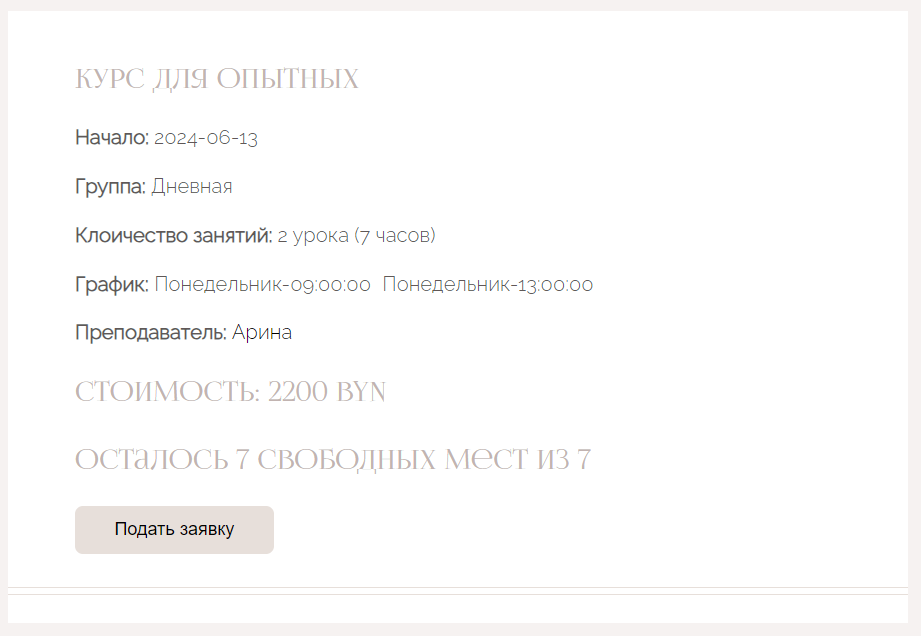 КУРС ДЛЯ ОПЫТНЫХ
Начало: 2024-06-13
Группа: Дневная
Клоичество занятий: 2 урока (7 часов)
График: Понедельник-09:00:00 Понедельник-13:00:00
Преподаватель: Арина
СТОИМОСТЬ: 2200 BYN
ОСТаЛОСЬ 7 СВОБОДНЫХ МеСТ ИЗ 7
Подать заявку